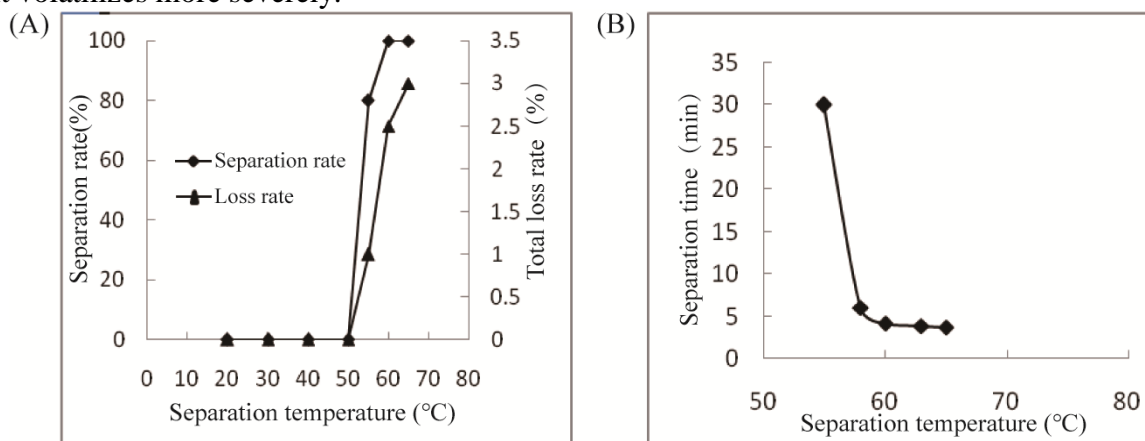 t volatilizes more severely.
(A)
100
80
60
40
20
0
Separation rate(%)
3.5
3
2.5
2
1.5
1
0.5
0
Total loss rate (%)
Separation rate
Loss rate
0 10 20 30 40 50 60 70 80
Separation temperature (°C)
(B)
35
30
25
20
15
10
5
0
Separation time (min)
50 60 70 80
Separation temperature (°C)